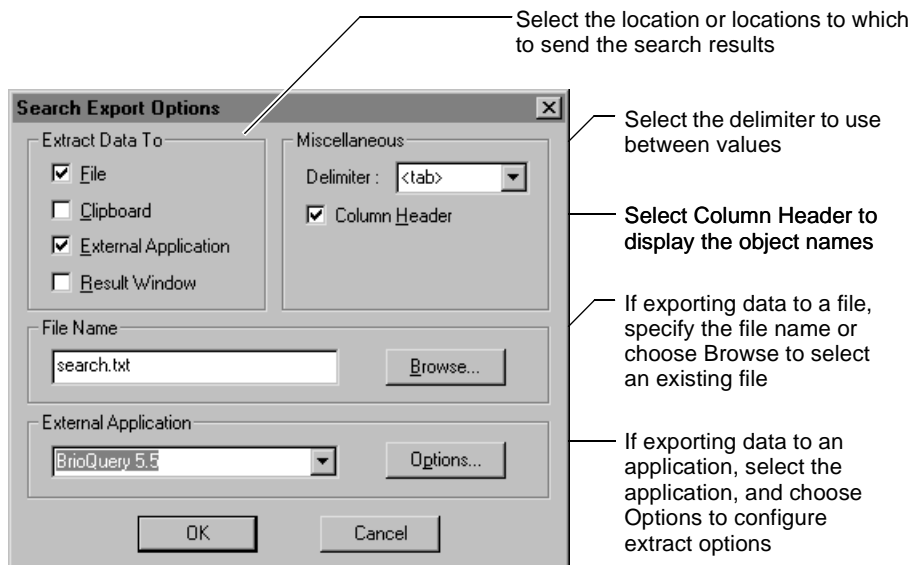 Select the location or locations to which
to send the search results
Search Export Options
Extract Data To
File
Clipboard
External Application
Result Window
Miscellaneous
Delimiter : <tab>
Column Header
File Name
search.txt
Browse...
External Application
BrioQuery 5.5
Options...
OK
Cancel
Select the delimiter to use
between values
Select Column Header to
display the object names
If exporting data to a file,
specify the file name or
choose Browse to select
an existing file
If exporting data to an
application, select the
application, and choose
Options to configure
extract options